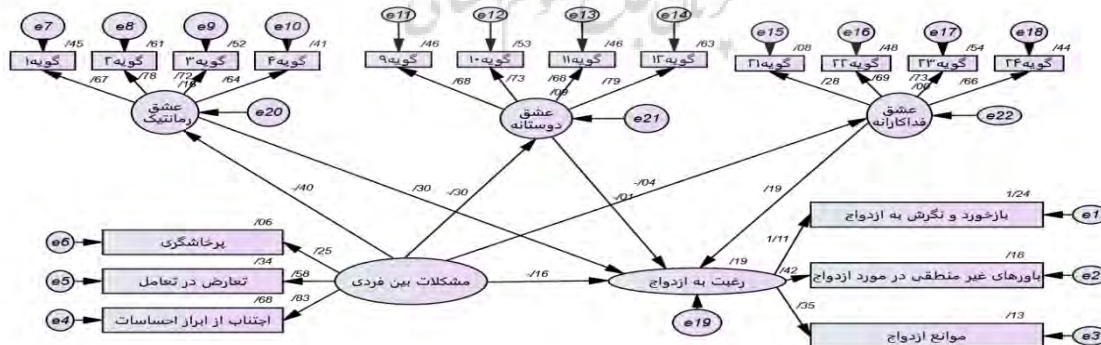 e7 e8 e9 e10 e11 e12 e13 e14 e15 e16 e17 e18
/45 /61 /52 /41 /46 /53 /46 /63 /08 /48 /54 /44
گویه۱ گویه۲ گویه۳ گویه۴ گویه۹ گویه۱۰ گویه۱۱ گویه۱۲ گویه۲۱ گویه۲۲ گویه۲۳ گویه۲۴
/67 /78 /72 /64 /68 /73 /68 /79 /28 /69 /73 /66
/16 /09 /00
عشق رمانتیک
e20
عشق دوستانه
e21
عشق فداکارانه
e22
-/40 /30 -/30 -/01 -/04 /19
1/24
بازخورد و نگرش به ازدواج
e1
1/11
/06
پرخاشگری
e6
/25
/34
تعارض در تعامل
e5
/58
/68
اجتناب از ابراز احساسات
e4
/83
مشکلات بین فردی
-/16
/19
رغبت به ازدواج
e19
/42
/18
باورهای غیر منطقی در مورد ازدواج
e2
/35
/13
موانع ازدواج
e3